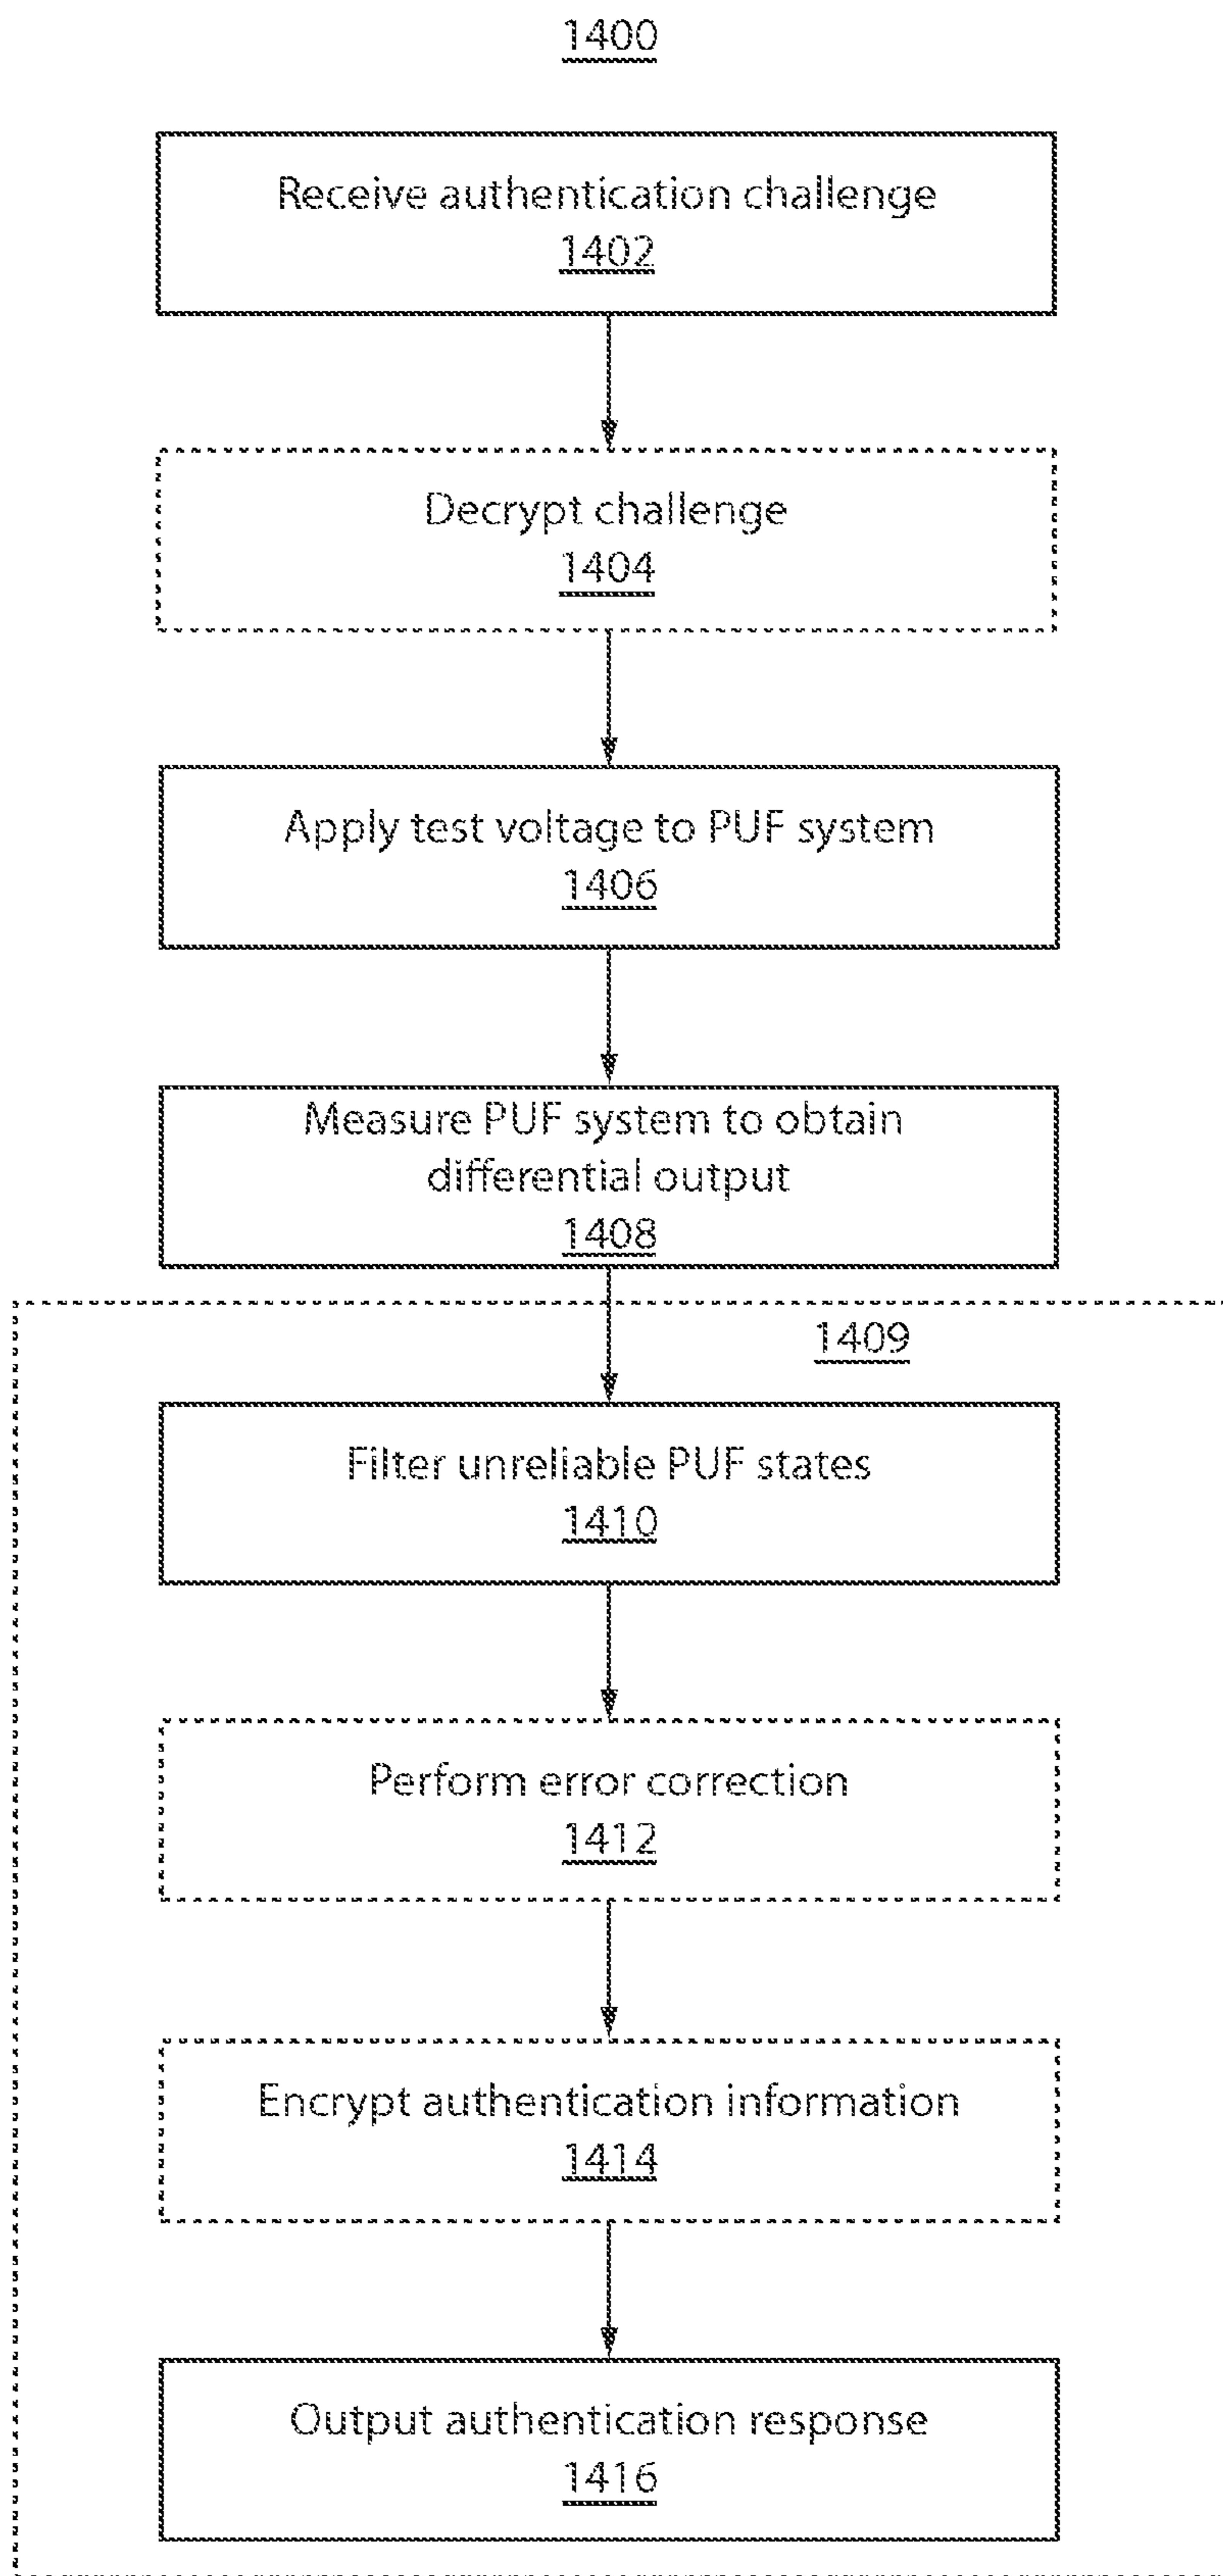 1400
Receive authentication challenge
1402
Decrypt challenge
1404
Apply test voltage to PUF system
1406
Measure PUF system to obtain
differential output
1408
1409
Filter unreliable PUF states
1410
Perform error correction
1412
Encrypt authentication information
1414
Output authentication response
1416